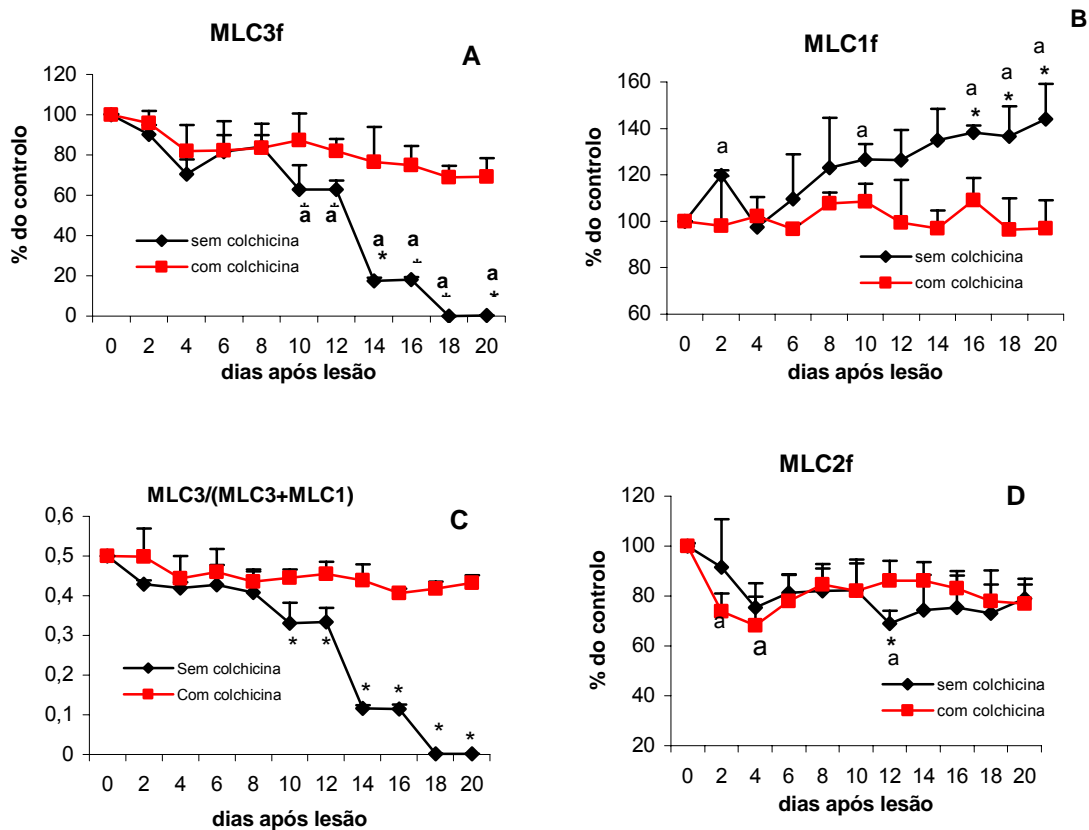 MLC3f
A
120
100
80
60
40
20
0
% do controlo
a a a a a a
* * * * * *
sem colchicina
com colchicina
0 2 4 6 8 10 12 14 16 18 20
dias após lesão
B
MLC1f
160
140
120
100
80
60
% do controlo
a a a a a
* * *
sem colchicina
com colchicina
0 2 4 6 8 10 12 14 16 18 20
dias após lesão
MLC3/(MLC3+MLC1)
C
0,6
0,5
0,4
0,3
0,2
0,1
0
* * * * * *
Sem colchicina
Com colchicina
0 2 4 6 8 10 12 14 16 18 20
dias após lesão
MLC2f
D
120
100
80
60
40
20
% do controlo
a a * a
sem colchicina
com colchicina
0 2 4 6 8 10 12 14 16 18 20
dias após lesão